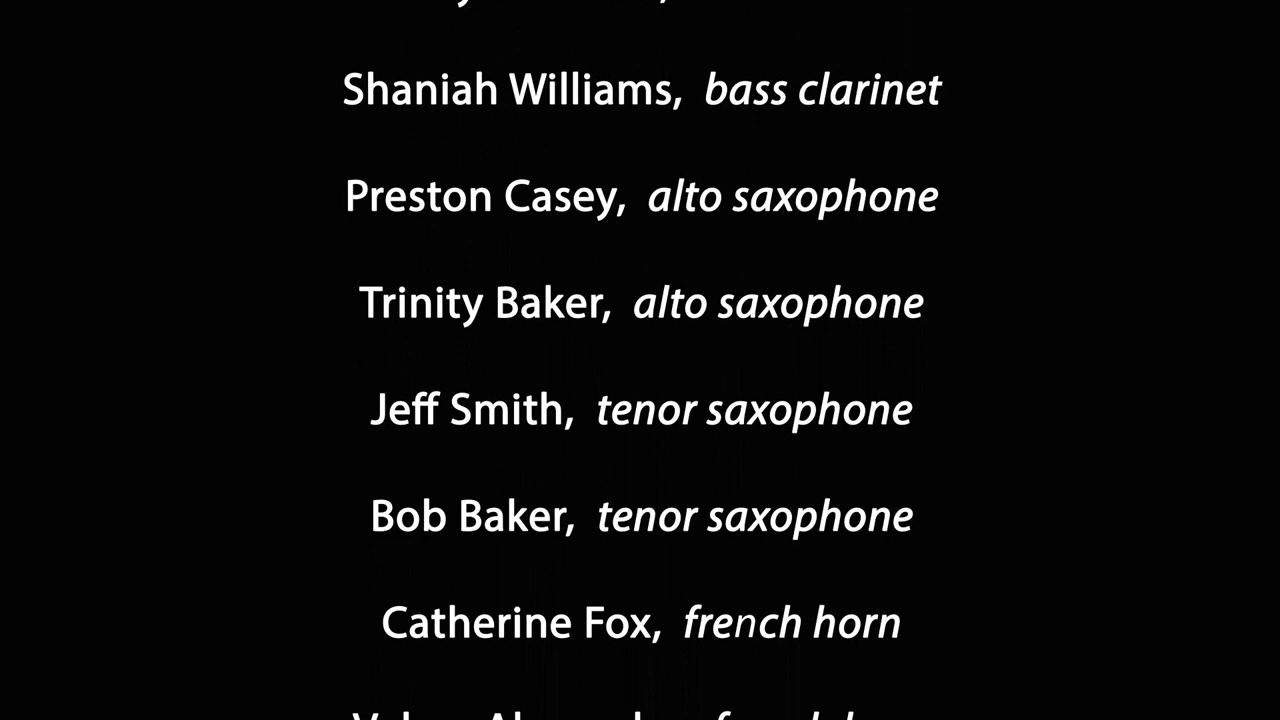 Shaniah Williams, bass clarinet
Preston Casey, alto saxophone
Trinity Baker, alto saxophone
Jeff Smith, tenor saxophone
Bob Baker, tenor saxophone
Catherine Fox, french horn